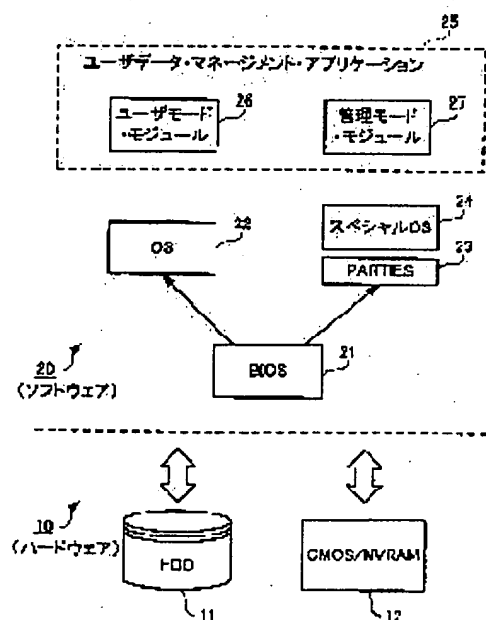 25
ユーザデータ・マネージメント・アプリケーション
26
27
ユーザモード
・モジュール
管理モード
・モジュール
22
OS
24
スペシャルOS
23
PARTIES
21
BIOS
20
(ソフトウェア)
10
(ハードウェア)
HDD
CMOS/NVRAM
11
12